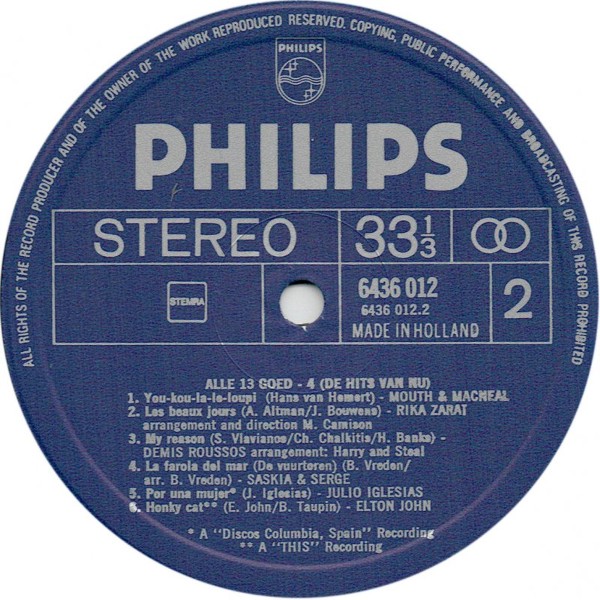 ALL RIGHTS OF THE RECORD PRODUCER AND OF THE OWNER OF THE WORK REPRODUCED RESERVED. COPYING, PUBLIC PERFORMANCE AND BROADCASTING OF THIS RECORD PROHIBITED
PHILIPS
PHILIPS
STEREO 33 1/3
STEMRA
6436 012
6436 012.2
MADE IN HOLLAND
2
ALLE 13 GOED - 4 (DE HITS VAN NU)
1. You-kou-la-le-loupi (Hans van Hemert) - MOUTH & MACNEAL
2. Les beaux jours (A. Altman/J. Bouwens) - RIKA ZARAT
arrangement and direction M. Camison
3. My reason (S. Vlavianos/Ch. Chalkitis/H. Banks) -
DEMIS ROUSSOS arrangement: Harry and Steal
4. La farola del mar (De vuurtoren) (B. Vreden/
arr. B. Vreden) - SASKIA & SERGE
5. Por una mujer* (J. Iglesias) - JULIO IGLESIAS
6. Honky cat** (E. John/B. Taupin) - ELTON JOHN
* A "Discos Columbia, Spain" Recording
** A "THIS" Recording